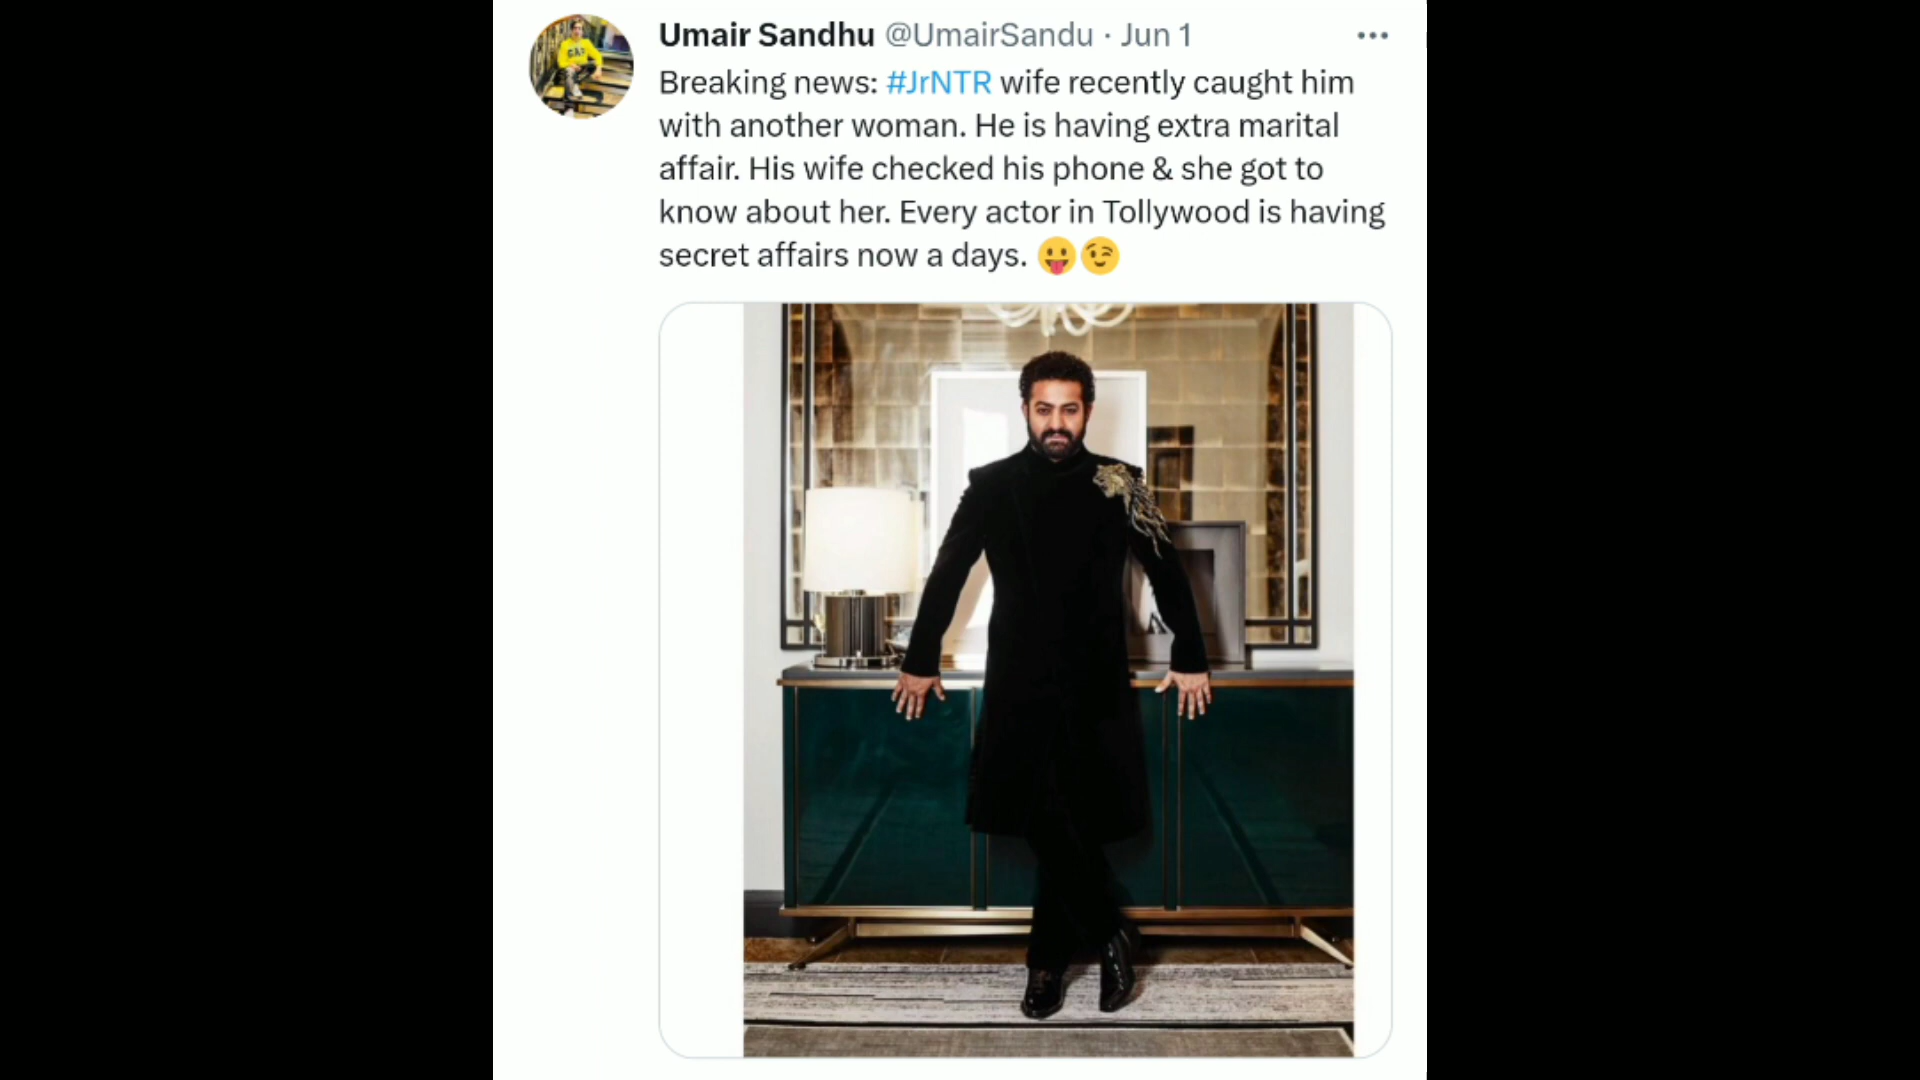 Umair Sandhu @UmairSandu · Jun 1
Breaking news: #JrNTR wife recently caught him
with another woman. He is having extra marital
affair. His wife checked his phone & she got to
know about her. Every actor in Tollywood is having
secret affairs now a days. 😛😉
GAP